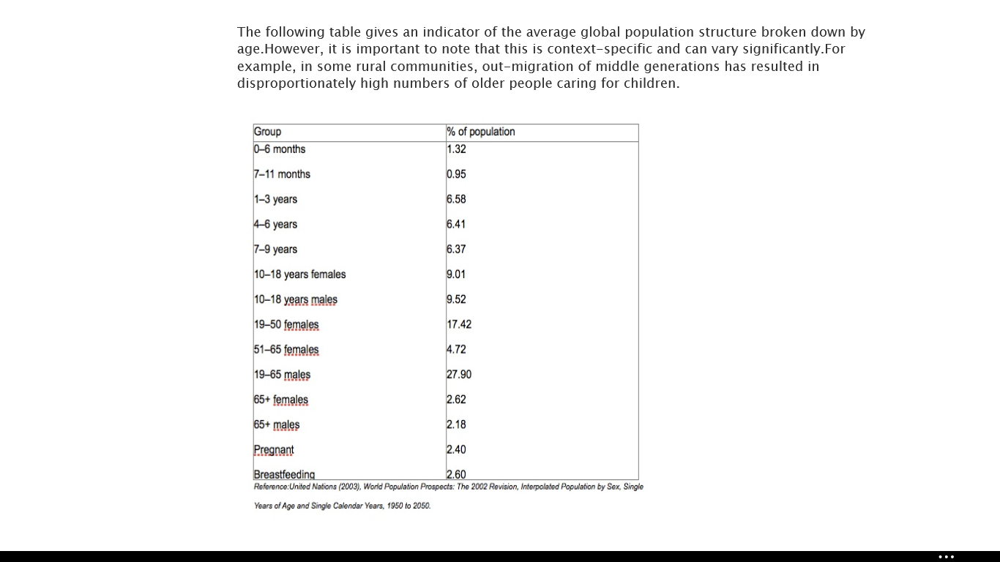 The following table gives an indicator of the average global population structure broken down by
age.However, it is important to note that this is context-specific and can vary significantly.For
example, in some rural communities, out-migration of middle generations has resulted in
disproportionately high numbers of older people caring for children.
Group % of population
0–6 months 1.32
7–11 months 0.95
1–3 years 6.58
4–6 years 6.41
7–9 years 6.37
10–18 years females 9.01
10–18 years males 9.52
19–50 females 17.42
51–65 females 4.72
19–65 males 27.90
65+ females 2.62
65+ males 2.18
Pregnant 2.40
Breastfeeding 2.60
Reference:United Nations (2003), World Population Prospects: The 2002 Revision, Interpolated Population by Sex, Single
Years of Age and Single Calendar Years, 1950 to 2050.